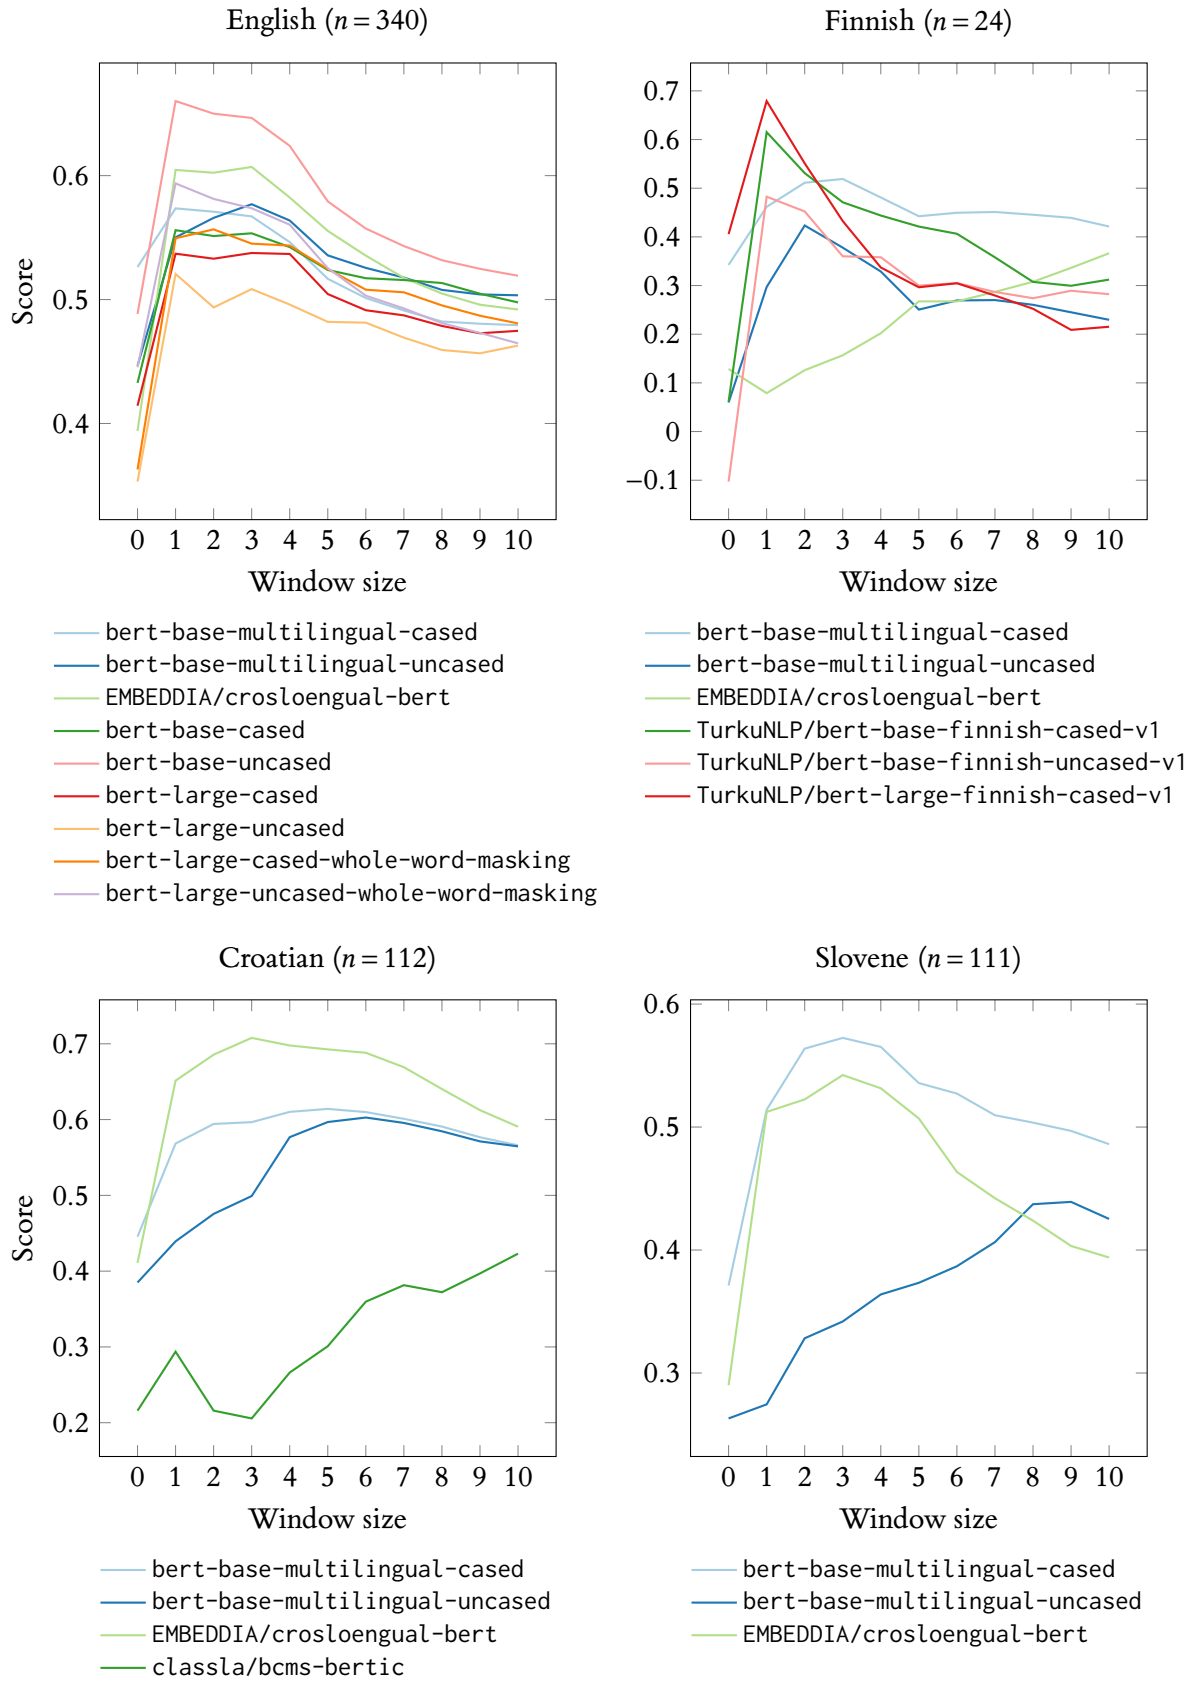 English (n = 340)
Score
0.6
0.5
0.4
0 1 2 3 4 5 6 7 8 9 10
Window size
bert-base-multilingual-cased
bert-base-multilingual-uncased
EMBEDDIA/crosloengual-bert
bert-base-cased
bert-base-uncased
bert-large-cased
bert-large-uncased
bert-large-cased-whole-word-masking
bert-large-uncased-whole-word-masking
Finnish (n = 24)
0.7
0.6
0.5
0.4
0.3
0.2
0.1
0
−0.1
0 1 2 3 4 5 6 7 8 9 10
Window size
bert-base-multilingual-cased
bert-base-multilingual-uncased
EMBEDDIA/crosloengual-bert
TurkuNLP/bert-base-finnish-cased-v1
TurkuNLP/bert-base-finnish-uncased-v1
TurkuNLP/bert-large-finnish-cased-v1
Croatian (n = 112)
Score
0.7
0.6
0.5
0.4
0.3
0.2
0 1 2 3 4 5 6 7 8 9 10
Window size
bert-base-multilingual-cased
bert-base-multilingual-uncased
EMBEDDIA/crosloengual-bert
classla/bcms-bertic
Slovene (n = 111)
0.6
0.5
0.4
0.3
0 1 2 3 4 5 6 7 8 9 10
Window size
bert-base-multilingual-cased
bert-base-multilingual-uncased
EMBEDDIA/crosloengual-bert